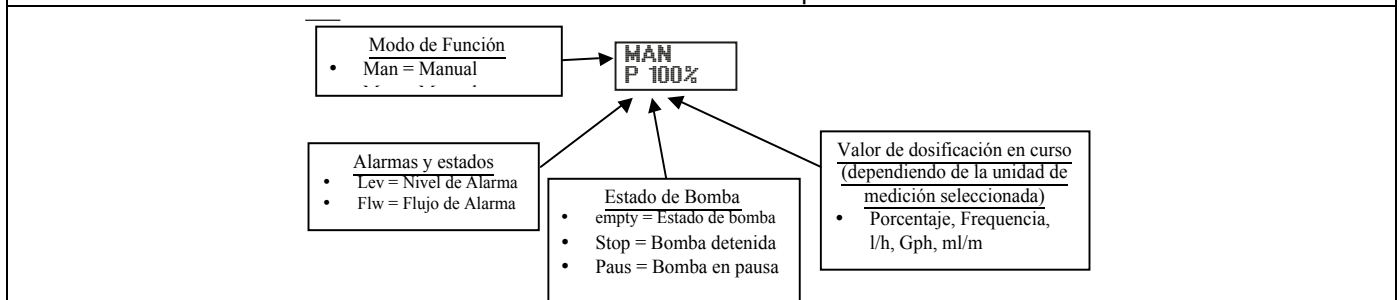 Modo de Función
• Man = Manual
MAN
P 100%
Alarmas y estados
• Lev = Nivel de Alarma
• Flw = Flujo de Alarma
Estado de Bomba
• empty = Estado de bomba
• Stop = Bomba detenida
• Paus = Bomba en pausa
Valor de dosificación en curso
(dependiendo de la unidad de
medición seleccionada)
• Porcentaje, Frequencia,
l/h, Gph, ml/m